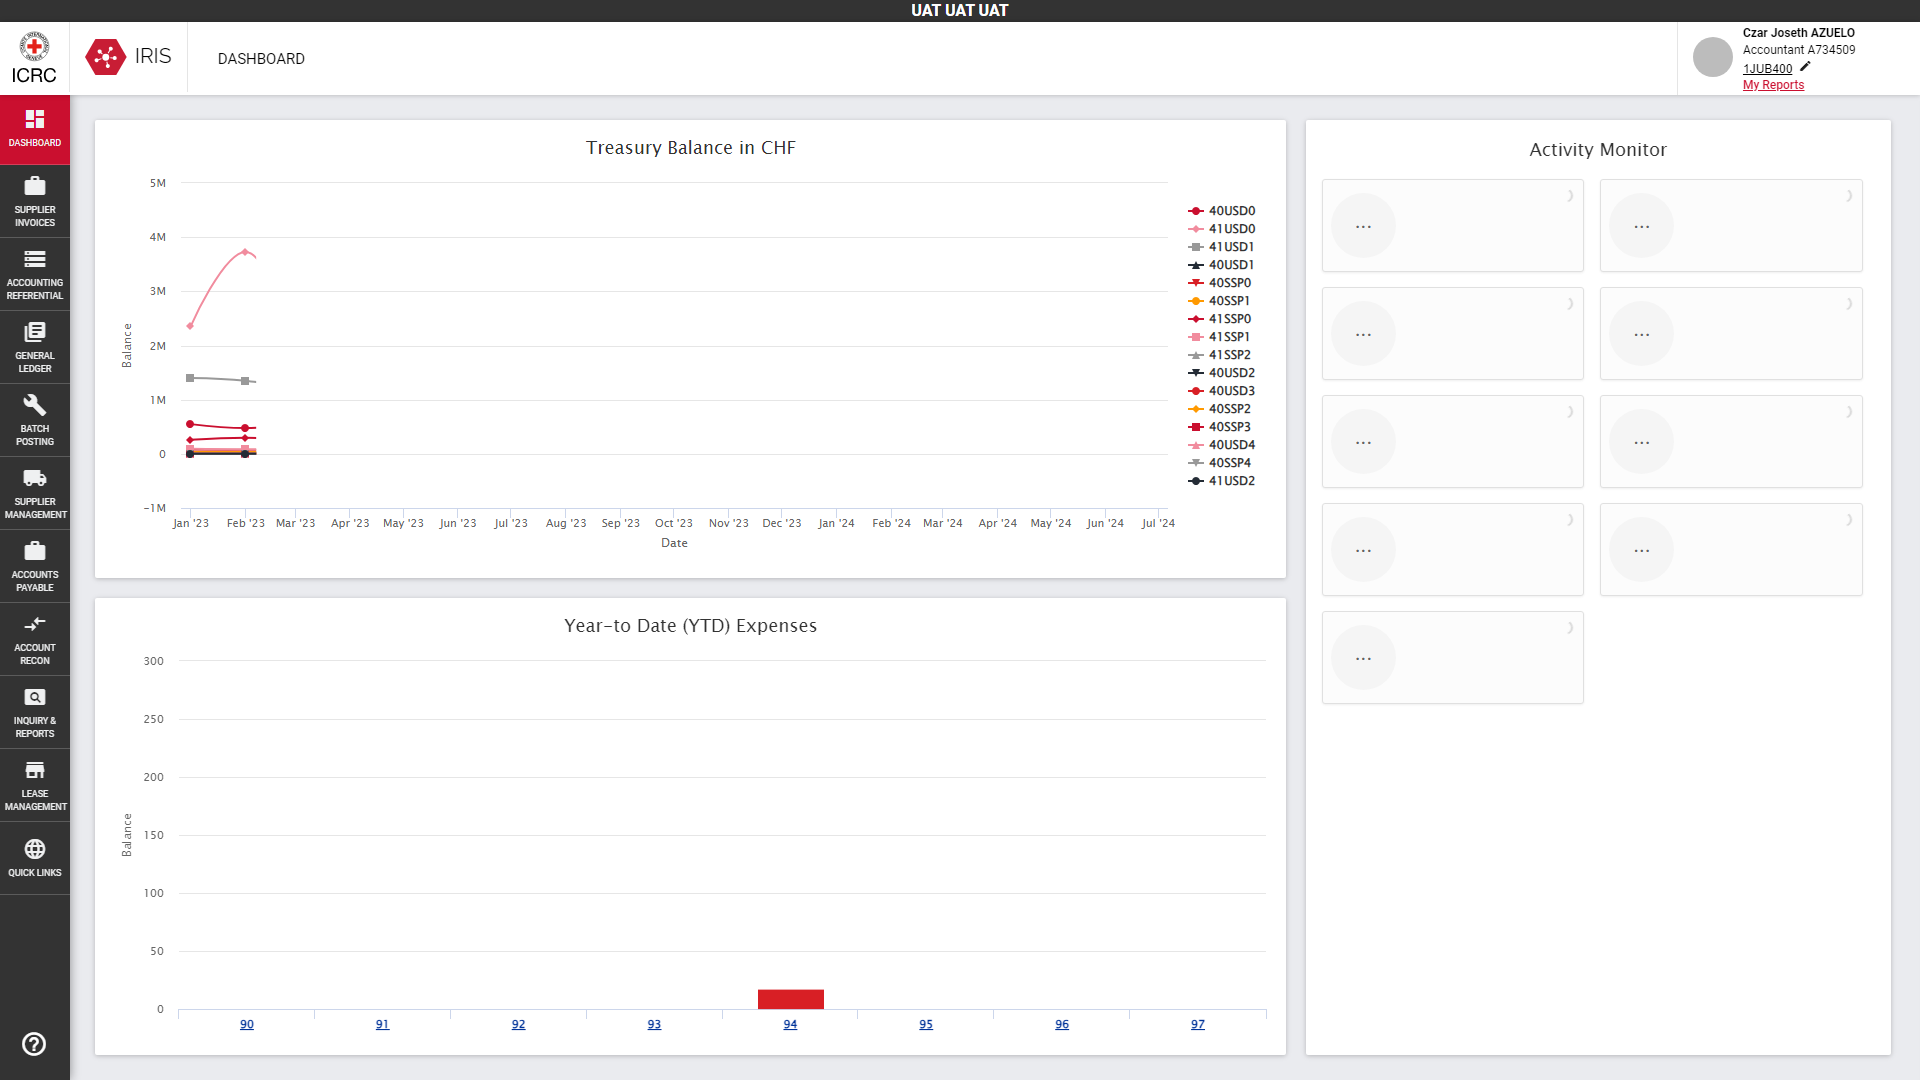 UAT UAT UAT
ICRC
IRIS
DASHBOARD
Czar Joseth AZUELO
Accountant A734509
1JUB400
My Reports
DASHBOARD
SUPPLIER
INVOICES
ACCOUNTING
REFERENTIAL
GENERAL
LEDGER
BATCH
POSTING
SUPPLIER
MANAGEMENT
ACCOUNTS
PAYABLE
ACCOUNT
RECON
INQUIRY &
REPORTS
LEASE
MANAGEMENT
QUICK LINKS
Treasury Balance in CHF
5M
4M
3M
2M
1M
0
-1M
Balance
Jan '23 Feb '23 Mar '23 Apr '23 May '23 Jun '23 Jul '23 Aug '23 Sep '23 Oct '23 Nov '23 Dec '23 Jan '24 Feb '24 Mar '24 Apr '24 May '24 Jun '24 Jul '24
Date
40USD0
41USD0
41USD1
40USD1
40SSP0
40SSP1
41SSP0
41SSP1
41SSP2
40USD2
40USD3
40SSP2
40SSP3
40USD4
40SSP4
41USD2
Year-to Date (YTD) Expenses
300
250
200
150
100
50
0
Balance
90 91 92 93 94 95 96 97
Activity Monitor
... ...
... ...
... ...
... ...
...